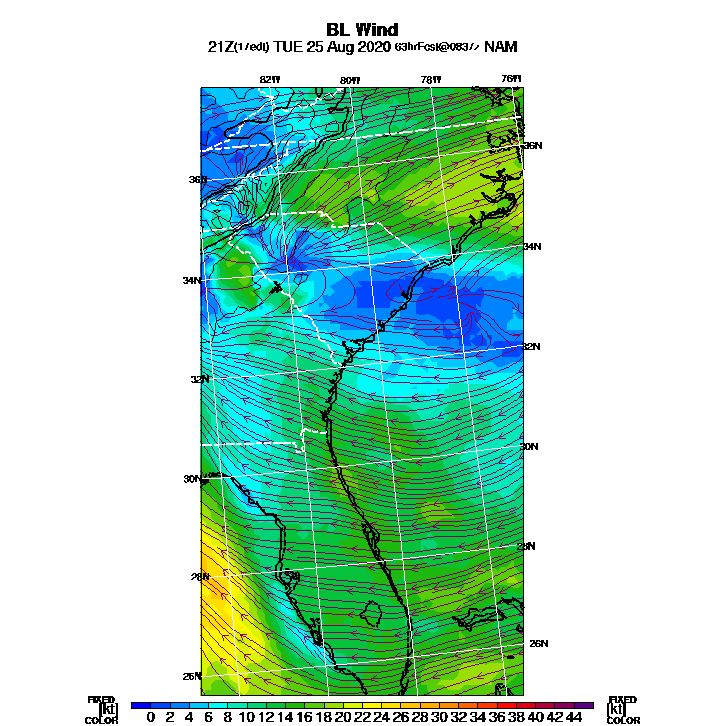 BL Wind
21Z(17edt) TUE 25 Aug 2020 63hrFcst@0837z NAM
82W 80W 78W 76W
36N
36N
34N
34N
32N
32N
30N
30N
28N
28N
26N
26N
FIXED FIXED
[kt] 0 2 4 6 8 10 12 14 16 18 20 22 24 26 28 30 32 34 36 38 40 42 44 [kt]
COLOR COLOR